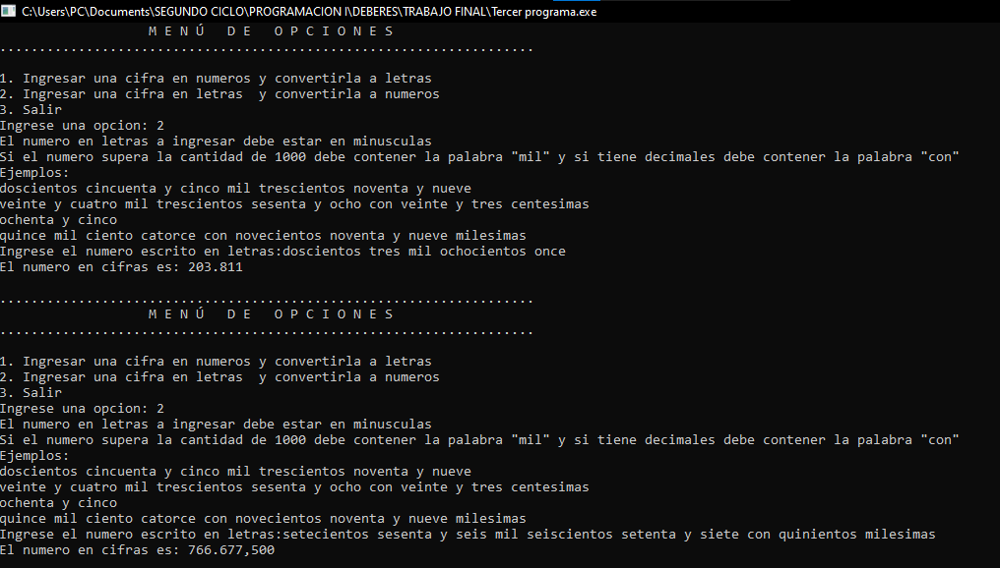 C:\Users\PC\Documents\SEGUNDO CICLO\PROGRAMACION I\DEBERES\TRABAJO FINAL\Tercer programa.exe
M E N Ú   D E   O P C I O N E S
....................................................................
1. Ingresar una cifra en numeros y convertirla a letras
2. Ingresar una cifra en letras  y convertirla a numeros
3. Salir
Ingrese una opcion: 2
El numero en letras a ingresar debe estar en minusculas
Si el numero supera la cantidad de 1000 debe contener la palabra "mil" y si tiene decimales debe contener la palabra "con"
Ejemplos:
doscientos cincuenta y cinco mil trescientos noventa y nueve
veinte y cuatro mil trescientos sesenta y ocho con veinte y tres centesimas
ochenta y cinco
quince mil ciento catorce con novecientos noventa y nueve milesimas
Ingrese el numero escrito en letras:doscientos tres mil ochocientos once
El numero en cifras es: 203.811
....................................................................
M E N Ú   D E   O P C I O N E S
....................................................................
1. Ingresar una cifra en numeros y convertirla a letras
2. Ingresar una cifra en letras  y convertirla a numeros
3. Salir
Ingrese una opcion: 2
El numero en letras a ingresar debe estar en minusculas
Si el numero supera la cantidad de 1000 debe contener la palabra "mil" y si tiene decimales debe contener la palabra "con"
Ejemplos:
doscientos cincuenta y cinco mil trescientos noventa y nueve
veinte y cuatro mil trescientos sesenta y ocho con veinte y tres centesimas
ochenta y cinco
quince mil ciento catorce con novecientos noventa y nueve milesimas
Ingrese el numero escrito en letras:setecientos sesenta y seis mil seiscientos setenta y siete con quinientos milesimas
El numero en cifras es: 766.677,500